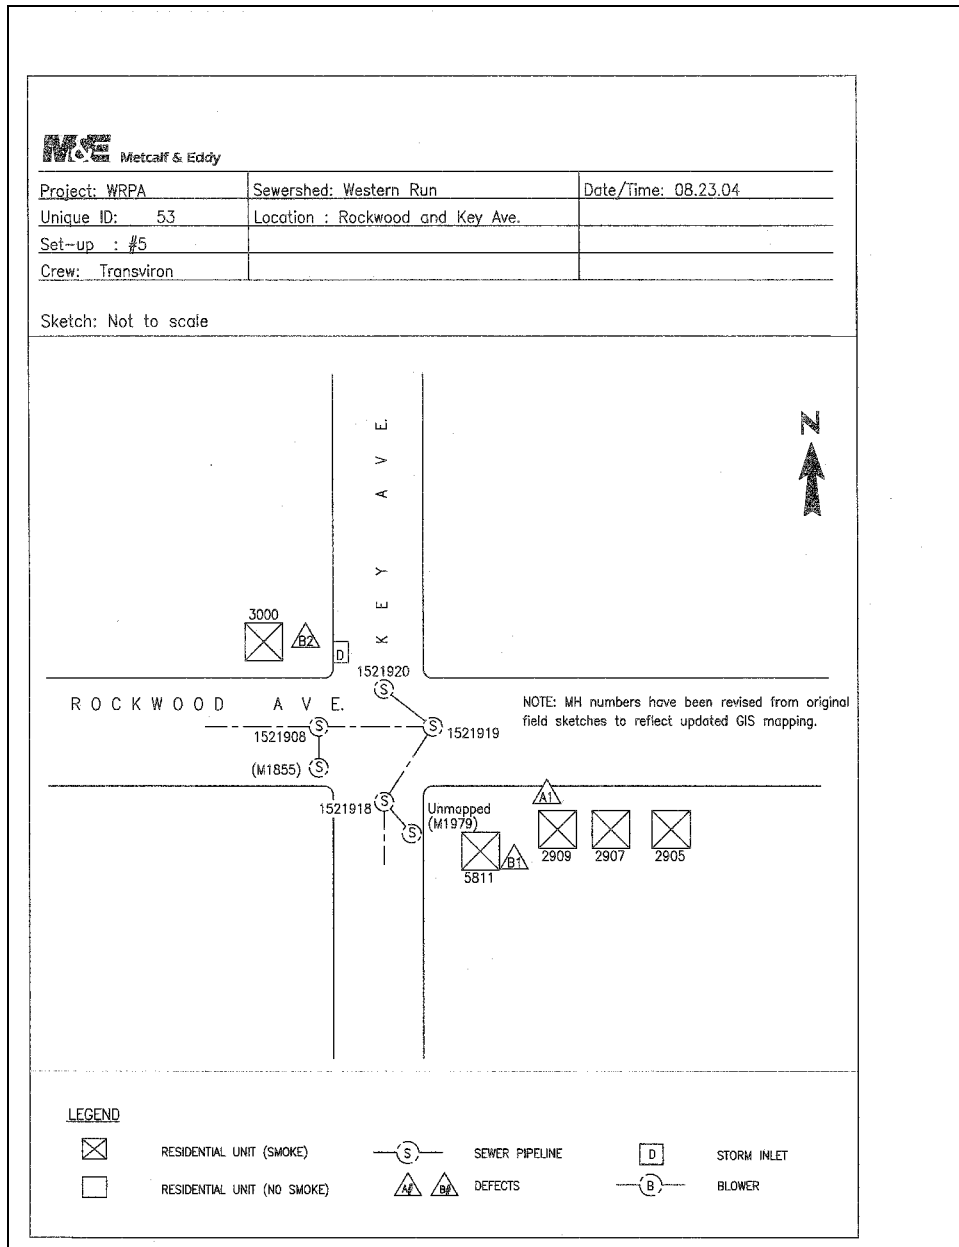 M&E Metcalf & Eddy
Project: WRPA Sewershed: Western Run Date/Time: 08.23.04
Unique ID: 53 Location : Rockwood and Key Ave.
Set-up : #5
Crew: Transviron
Sketch: Not to scale
KEY AVE.
N
3000
B2
D
1521920
S
ROCKWOOD AVE.
NOTE: MH numbers have been revised from original
field sketches to reflect updated GIS mapping.
S
1521908
S
1521919
(M1855) S
1521918 S
Unmapped
(M1979)
S
A1
B1
5811
2909 2907 2905
LEGEND
RESIDENTIAL UNIT (SMOKE) S SEWER PIPELINE D STORM INLET
RESIDENTIAL UNIT (NO SMOKE) A# B# DEFECTS B BLOWER